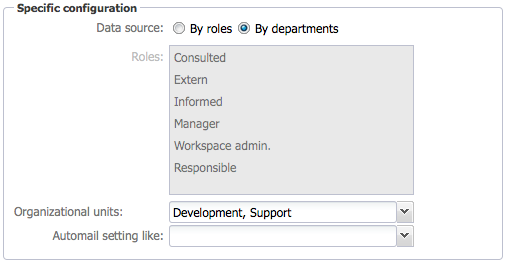 Specific configuration
Data source: By roles By departments
Roles: Consulted
Extern
Informed
Manager
Workspace admin.
Responsible
Organizational units: Development, Support
Automail setting like: